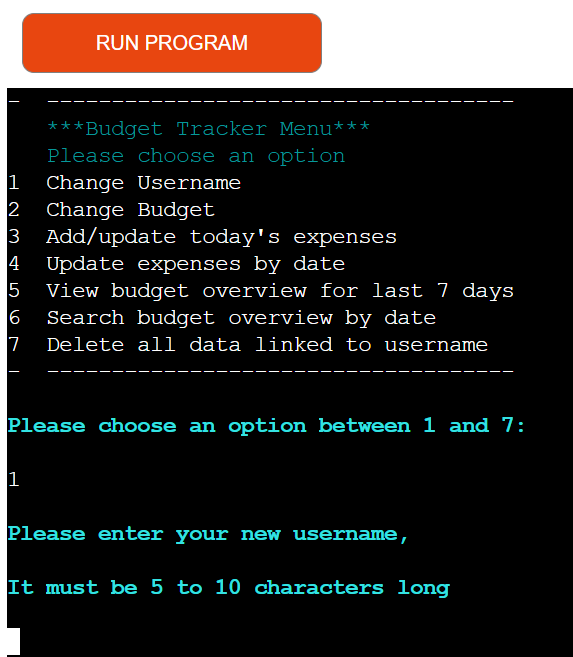 RUN PROGRAM
-  ------------------------------------
***Budget Tracker Menu***
Please choose an option
1  Change Username
2  Change Budget
3  Add/update today's expenses
4  Update expenses by date
5  View budget overview for last 7 days
6  Search budget overview by date
7  Delete all data linked to username
-  ------------------------------------
Please choose an option between 1 and 7:
1
Please enter your new username,
It must be 5 to 10 characters long